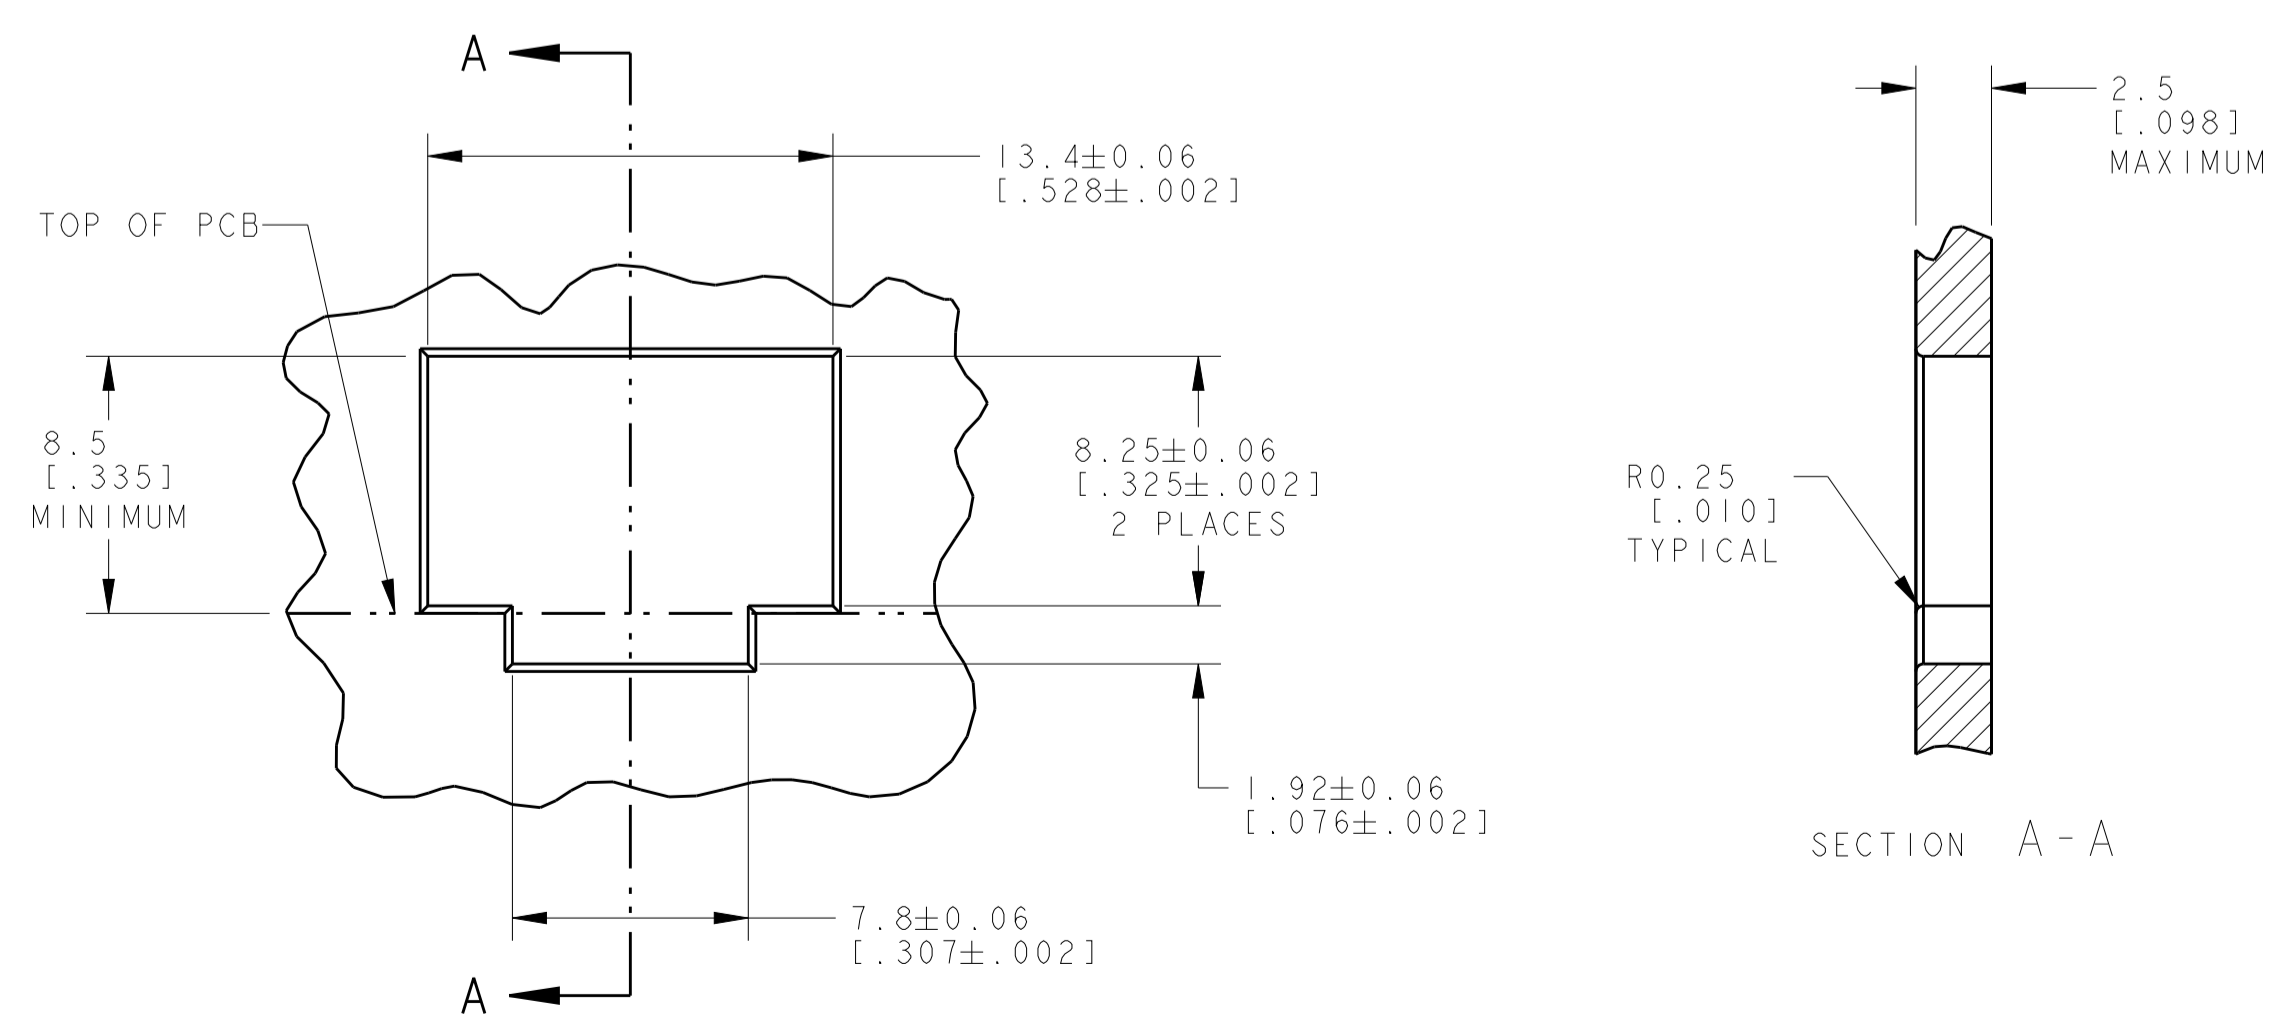 A
13.4±0.06
[.528±.002]
TOP OF PCB
8.5
[.335]
MINIMUM
8.25±0.06
[.325±.002]
2 PLACES
1.92±0.06
[.076±.002]
7.8±0.06
[.307±.002]
A
2.5
[.098]
MAXIMUM
R0.25
[.010]
TYPICAL
SECTION A-A